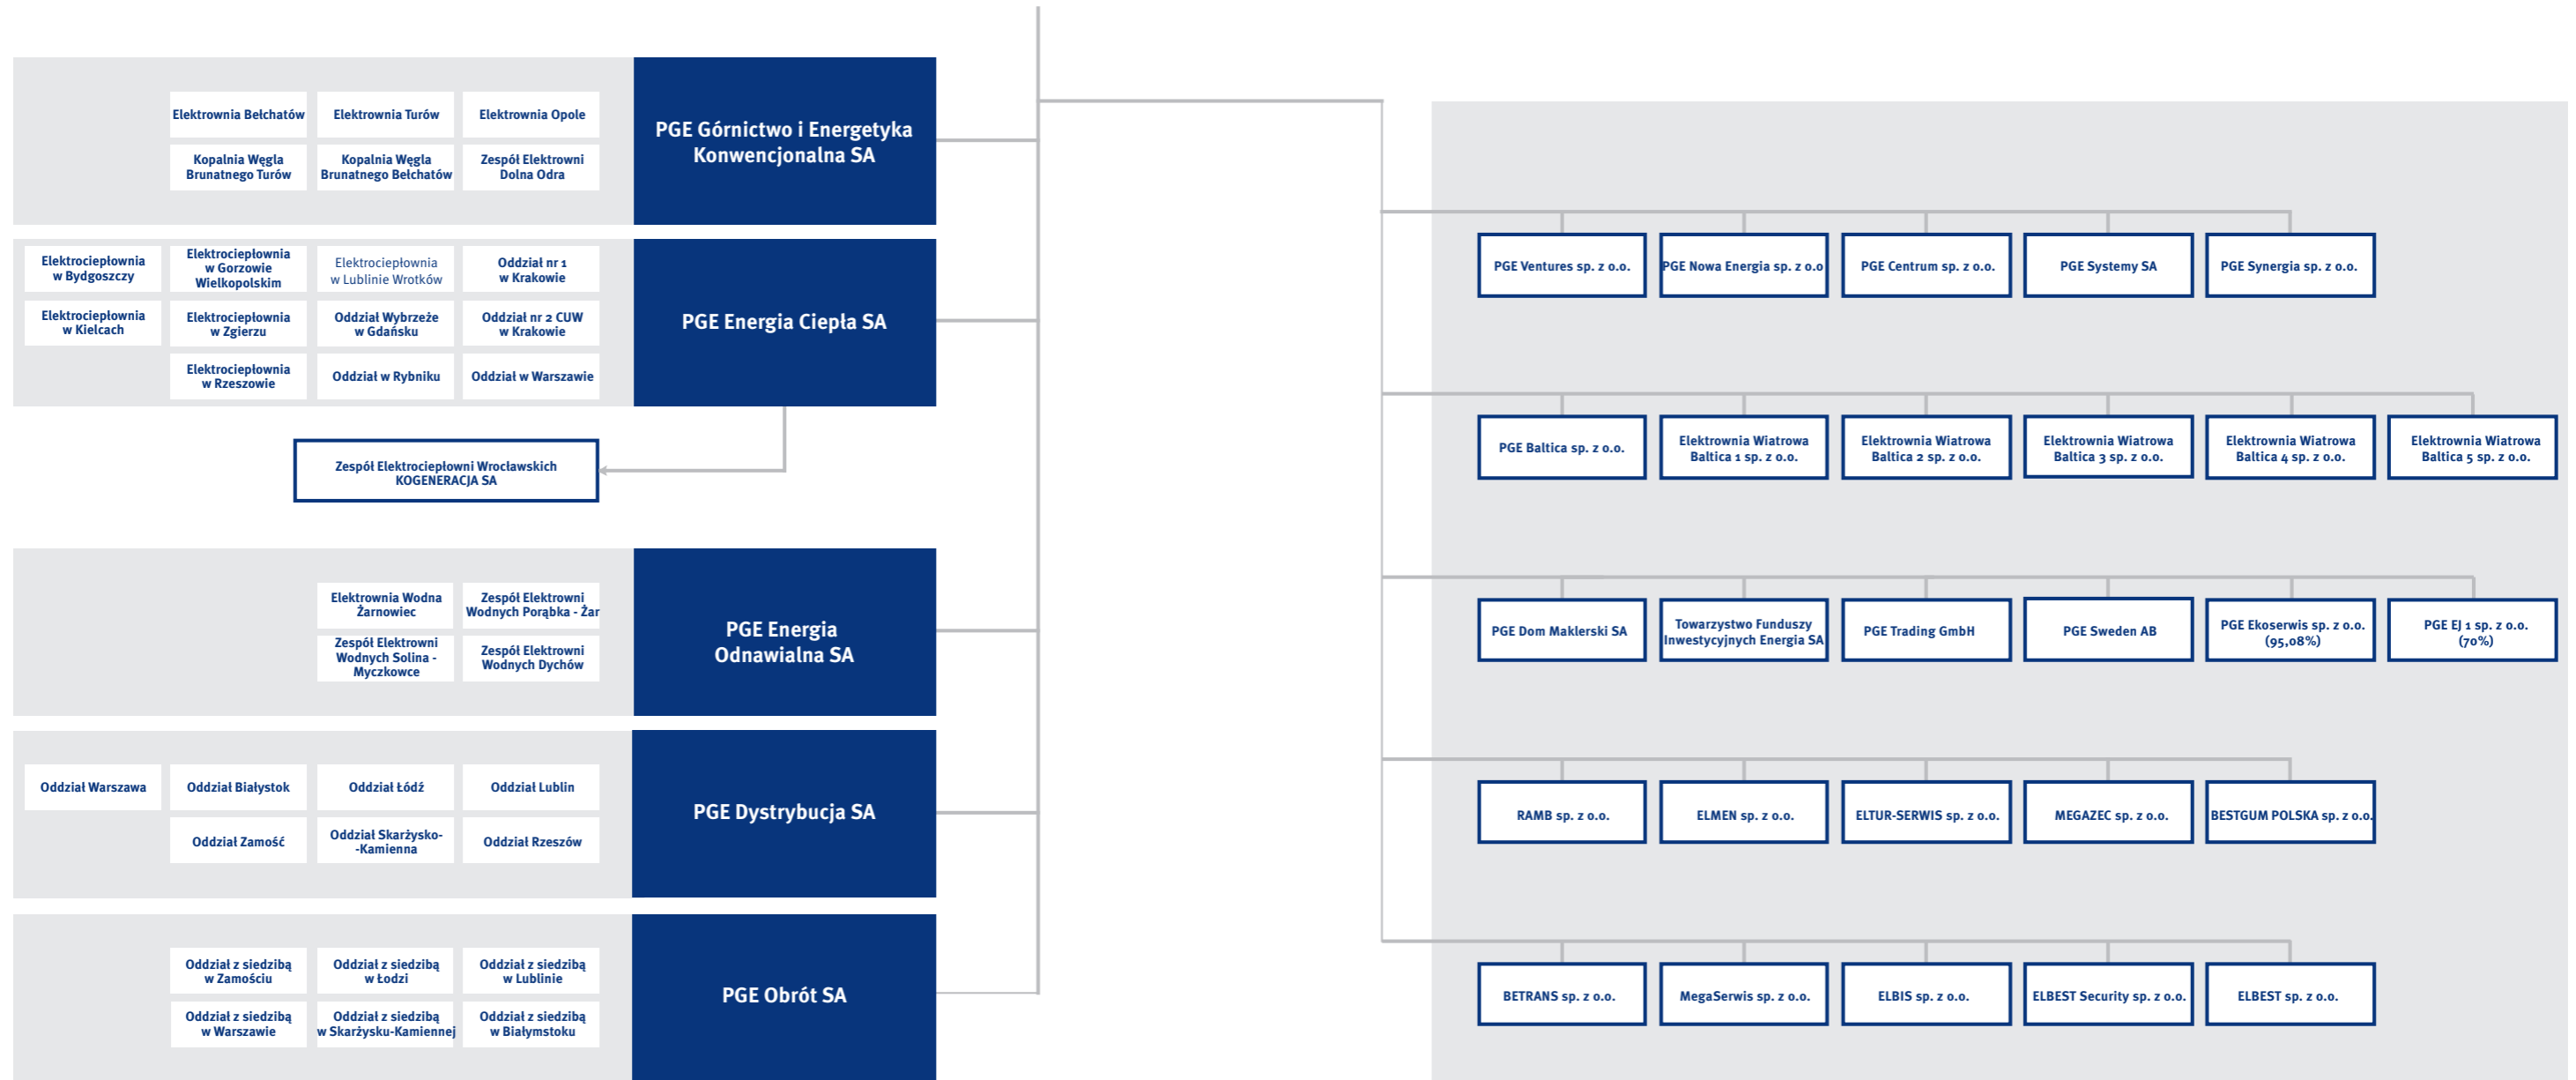 Elektrownia Bełchatów
Elektrownia Turów
Elektrownia Opole
Kopalnia Węgla
Brunatnego Turów
Kopalnia Węgla
Brunatnego Bełchatów
Zespół Elektrowni
Dolna Odra
PGE Górnictwo i Energetyka
Konwencjonalna SA
Elektrociepłownia
w Bydgoszczy
Elektrociepłownia
w Gorzowie
Wielkopolskim
Elektrociepłownia
w Lublinie Wrotków
Oddział nr 1
w Krakowie
Elektrociepłownia
w Kielcach
Elektrociepłownia
w Zgierzu
Oddział Wybrzeże
w Gdańsku
Oddział nr 2 CUW
w Krakowie
Elektrociepłownia
w Rzeszowie
Oddział w Rybniku
Oddział w Warszawie
PGE Energia Ciepła SA
Zespół Elektrociepłowni Wrocławskich
KOGENERACJA SA
Elektrownia Wodna
Żarnowiec
Zespół Elektrowni
Wodnych Porąbka - Żar
Zespół Elektrowni
Wodnych Solina -
Myczkowce
Zespół Elektrowni
Wodnych Dychów
PGE Energia
Odnawialna SA
Oddział Warszawa
Oddział Białystok
Oddział Łódź
Oddział Lublin
Oddział Zamość
Oddział Skarżysko-
-Kamienna
Oddział Rzeszów
PGE Dystrybucja SA
Oddział z siedzibą
w Zamościu
Oddział z siedzibą
w Łodzi
Oddział z siedzibą
w Lublinie
Oddział z siedzibą
w Warszawie
Oddział z siedzibą
w Skarżysku-Kamiennej
Oddział z siedzibą
w Białymstoku
PGE Obrót SA
PGE Ventures sp. z o.o.
PGE Nowa Energia sp. z o.o
PGE Centrum sp. z o.o.
PGE Systemy SA
PGE Synergia sp. z o.o.
PGE Baltica sp. z o.o.
Elektrownia Wiatrowa
Baltica 1 sp. z o.o.
Elektrownia Wiatrowa
Baltica 2 sp. z o.o.
Elektrownia Wiatrowa
Baltica 3 sp. z o.o.
Elektrownia Wiatrowa
Baltica 4 sp. z o.o.
Elektrownia Wiatrowa
Baltica 5 sp. z o.o.
PGE Dom Maklerski SA
Towarzystwo Funduszy
Inwestycyjnych Energia SA
PGE Trading GmbH
PGE Sweden AB
PGE Ekoserwis sp. z o.o.
(95,08%)
PGE EJ 1 sp. z o.o.
(70%)
RAMB sp. z o.o.
ELMEN sp. z o.o.
ELTUR-SERWIS sp. z o.o.
MEGAZEC sp. z o.o.
BESTGUM POLSKA sp. z o.o.
BETRANS sp. z o.o.
MegaSerwis sp. z o.o.
ELBIS sp. z o.o.
ELBEST Security sp. z o.o.
ELBEST sp. z o.o.